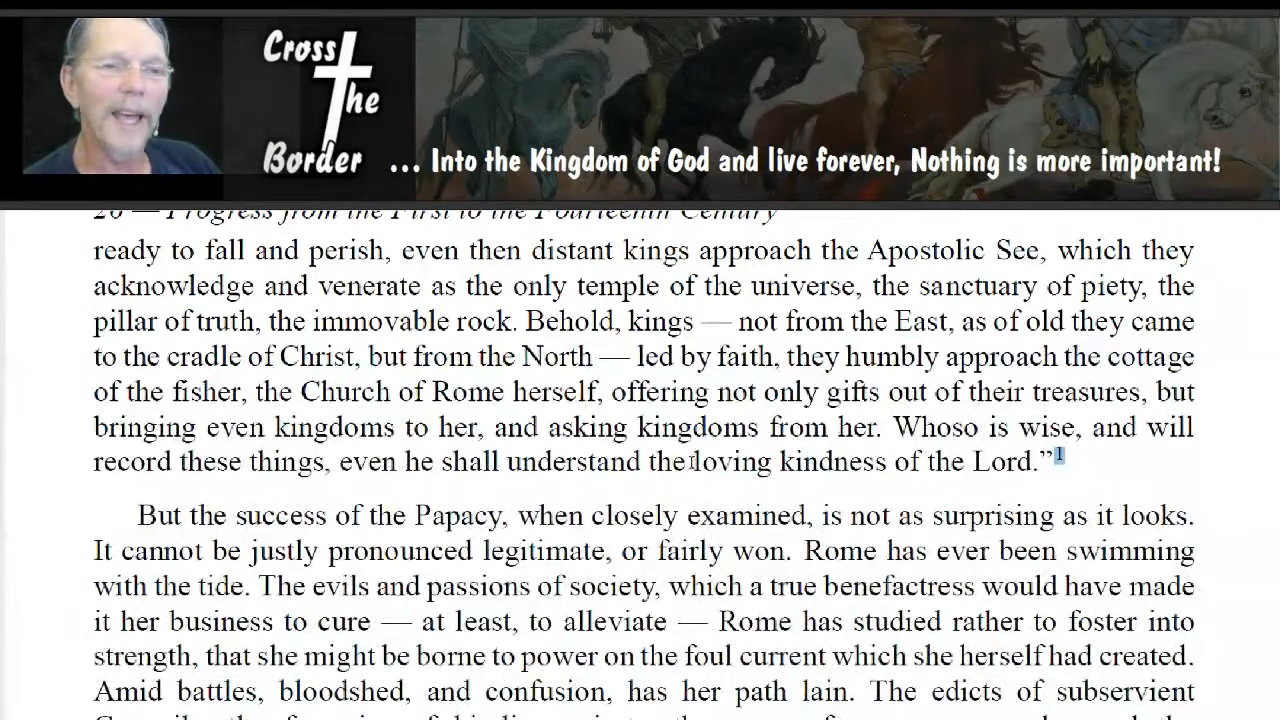 Cross
The
Border
... Into the Kingdom of God and live forever, Nothing is more important!
26 — Progress from the First to the Fourteenth Century
ready to fall and perish, even then distant kings approach the Apostolic See, which they
acknowledge and venerate as the only temple of the universe, the sanctuary of piety, the
pillar of truth, the immovable rock. Behold, kings — not from the East, as of old they came
to the cradle of Christ, but from the North — led by faith, they humbly approach the cottage
of the fisher, the Church of Rome herself, offering not only gifts out of their treasures, but
bringing even kingdoms to her, and asking kingdoms from her. Whoso is wise, and will
record these things, even he shall understand the loving kindness of the Lord.”1
But the success of the Papacy, when closely examined, is not as surprising as it looks.
It cannot be justly pronounced legitimate, or fairly won. Rome has ever been swimming
with the tide. The evils and passions of society, which a true benefactress would have made
it her business to cure — at least, to alleviate — Rome has studied rather to foster into
strength, that she might be borne to power on the foul current which she herself had created.
Amid battles, bloodshed, and confusion, has her path lain. The edicts of subservient